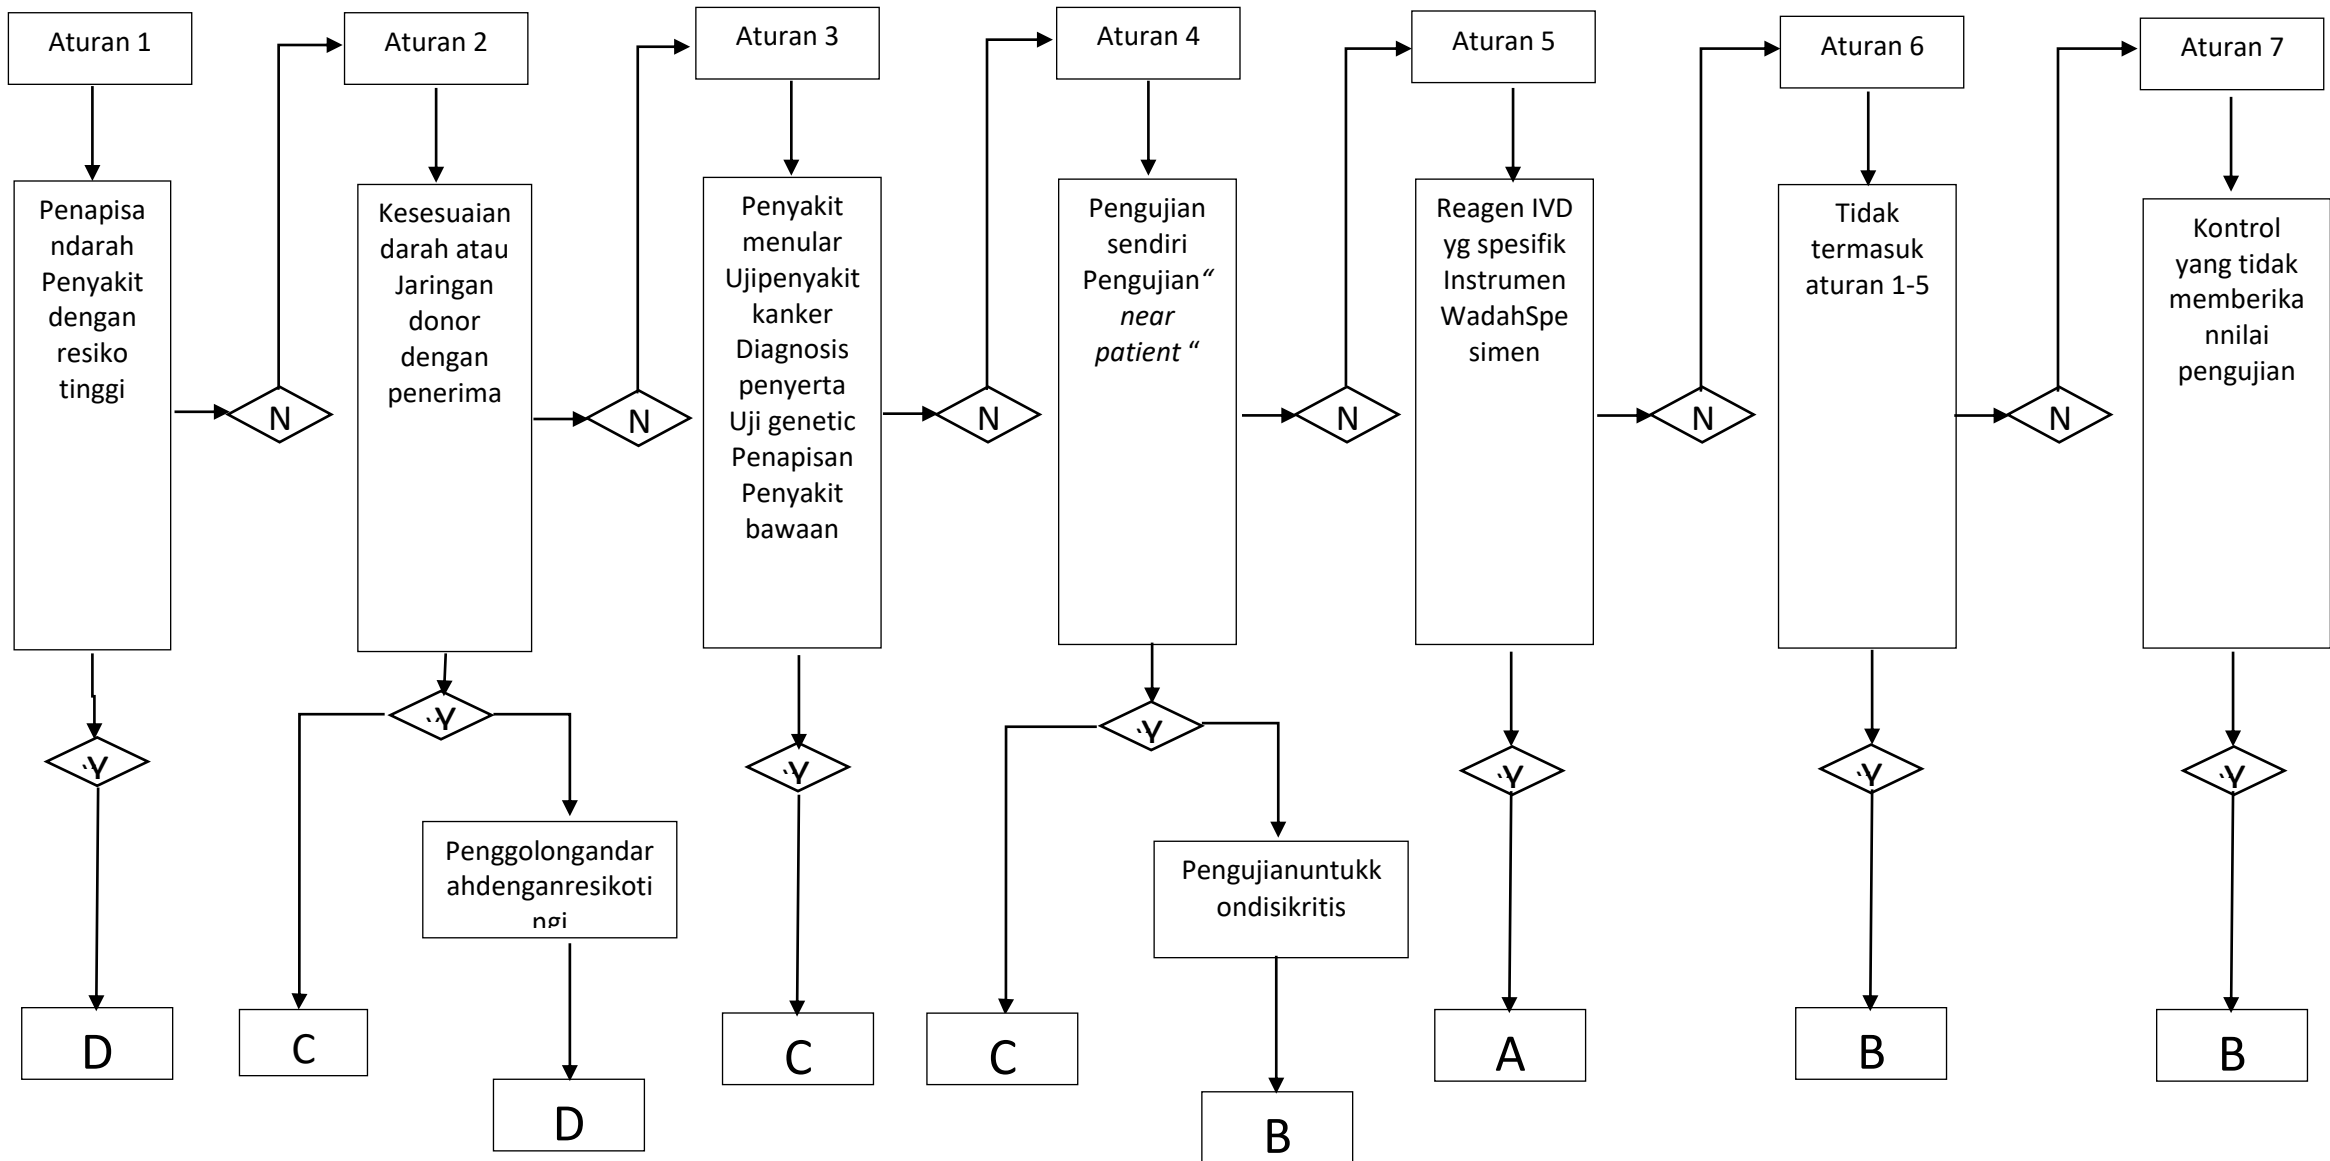 Aturan 1
Aturan 2
Aturan 3
Aturan 4
Aturan 5
Aturan 6
Aturan 7
Penapisa
ndarah
Penyakit
dengan
resiko
tinggi
N
Kesesuaian
darah atau
Jaringan
donor
dengan
penerima
N
Penyakit
menular
Ujipenyakit
kanker
Diagnosis
penyerta
Uji genetic
Penapisan
Penyakit
bawaan
N
Pengujian
sendiri
Pengujian“
near
patient “
N
Reagen IVD
yg spesifik
Instrumen
WadahSpe
simen
N
Tidak
termasuk
aturan 1-5
N
Kontrol
yang tidak
memberika
nnilai
pengujian
Y
Y
Y
Y
Y
Y
Y
Penggolongandar
ahdenganresikoti
ngi
Pengujianuntukk
ondisikritis
D
C
D
C
C
B
A
B
B